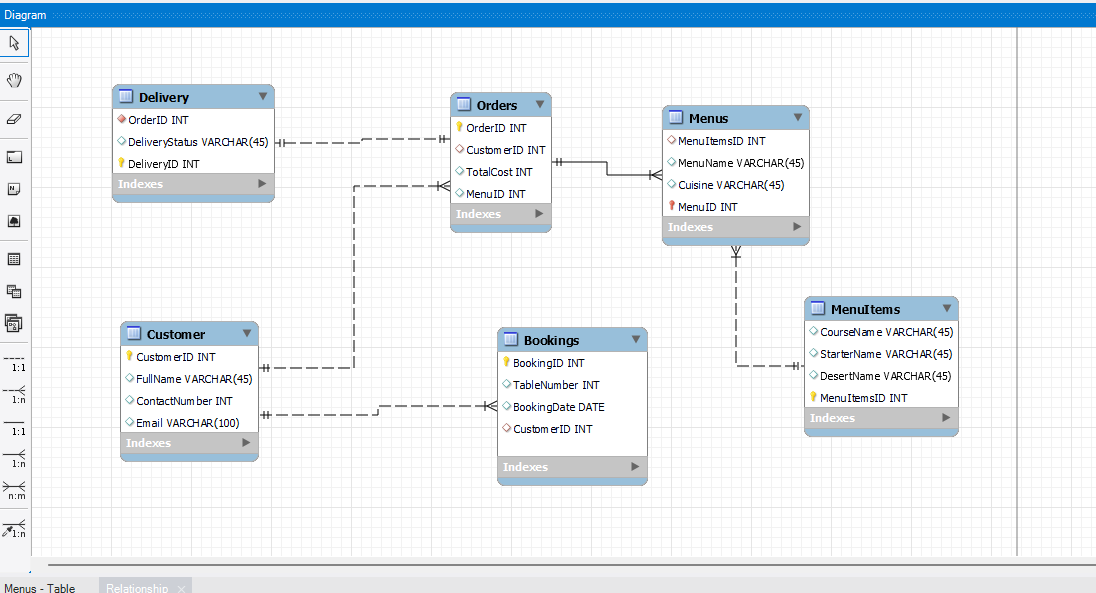 Diagram
Delivery
OrderID INT
DeliveryStatus VARCHAR(45)
DeliveryID INT
Indexes
Orders
OrderID INT
CustomerID INT
TotalCost INT
MenuID INT
Indexes
Menus
MenuItemsID INT
MenuName VARCHAR(45)
Cuisine VARCHAR(45)
MenuID INT
Indexes
Customer
CustomerID INT
FullName VARCHAR(45)
ContactNumber INT
Email VARCHAR(100)
Indexes
Bookings
BookingID INT
TableNumber INT
BookingDate DATE
CustomerID INT
Indexes
MenuItems
CourseName VARCHAR(45)
StarterName VARCHAR(45)
DesertName VARCHAR(45)
MenuItemsID INT
Indexes
1:1
1:n
1:1
1:n
n:m
1:n
Menus - Table
Relationship